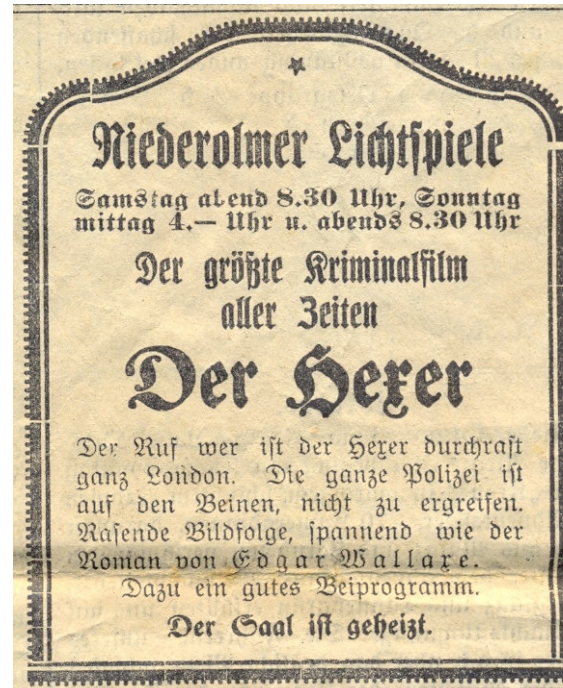 Niederolmer Lichtspiele
Samstag abend 8.30 Uhr, Sonntag
mittag 4.— Uhr u. abends 8.30 Uhr
Der größte Kriminalfilm
aller Zeiten
Der Hexer
Der Ruf wer ist der Hexer durchrast
ganz London. Die ganze Polizei ist
auf den Beinen, nicht zu ergreifen.
Rasende Bildfolge, spannend wie der
Roman von Edgar Wallaxe.
Dazu ein gutes Beiprogramm.
Der Saal ist geheizt.